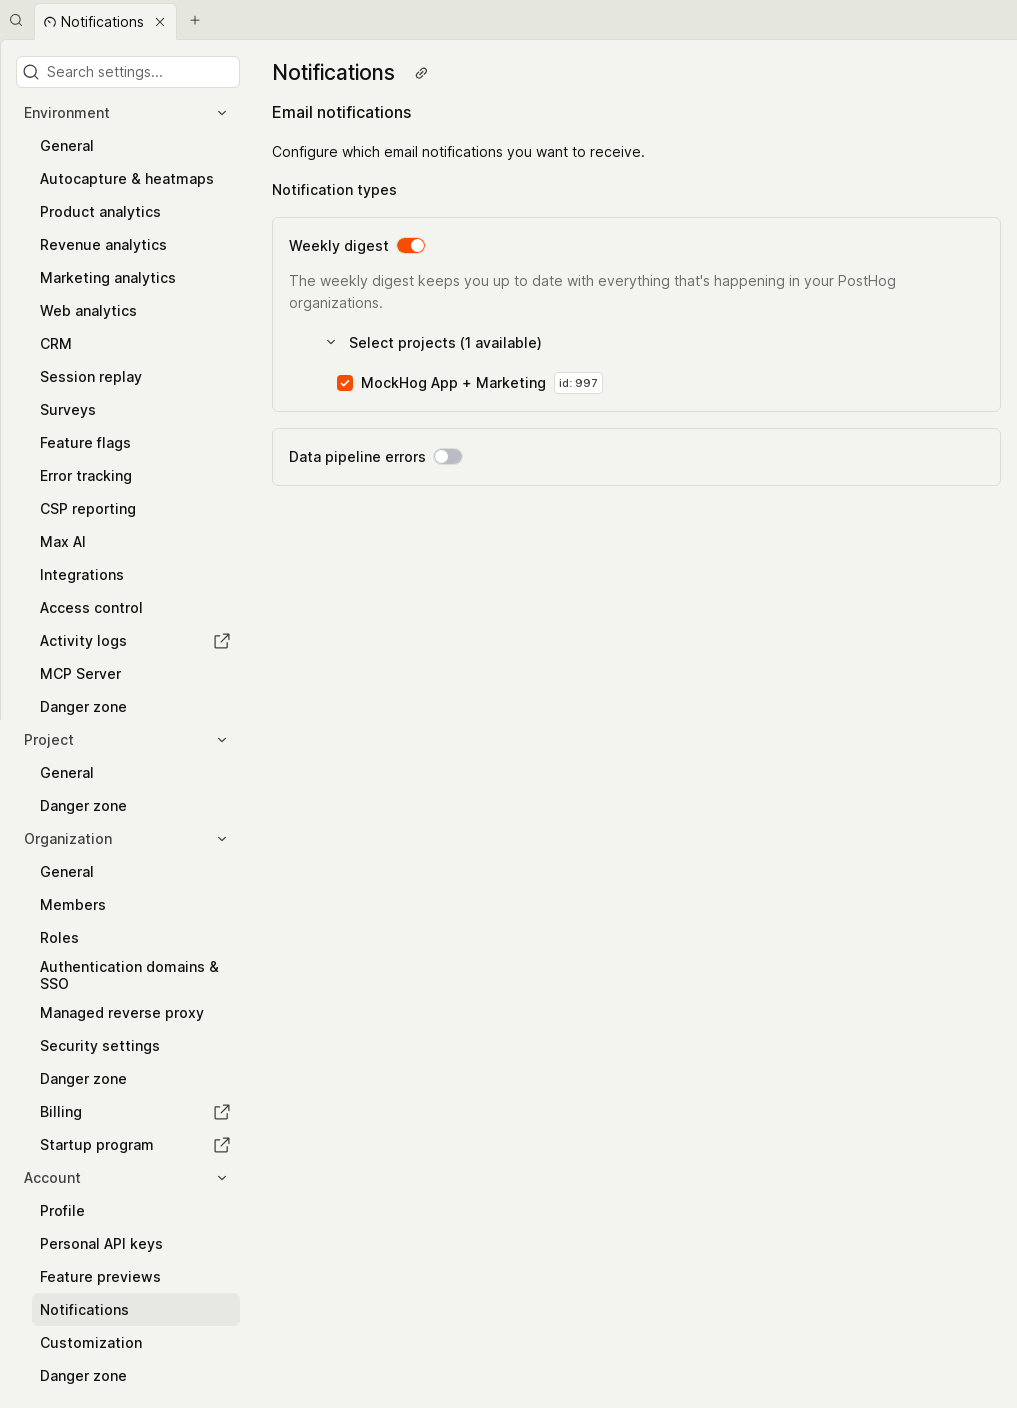 Notifications
Search settings...
Environment
General
Autocapture & heatmaps
Product analytics
Revenue analytics
Marketing analytics
Web analytics
CRM
Session replay
Surveys
Feature flags
Error tracking
CSP reporting
Max AI
Integrations
Access control
Activity logs
MCP Server
Danger zone
Project
General
Danger zone
Organization
General
Members
Roles
Authentication domains &
SSO
Managed reverse proxy
Security settings
Danger zone
Billing
Startup program
Account
Profile
Personal API keys
Feature previews
Notifications
Customization
Danger zone
Notifications
Email notifications
Configure which email notifications you want to receive.
Notification types
Weekly digest
The weekly digest keeps you up to date with everything that's happening in your PostHog
organizations.
Select projects (1 available)
MockHog App + Marketing id: 997
Data pipeline errors